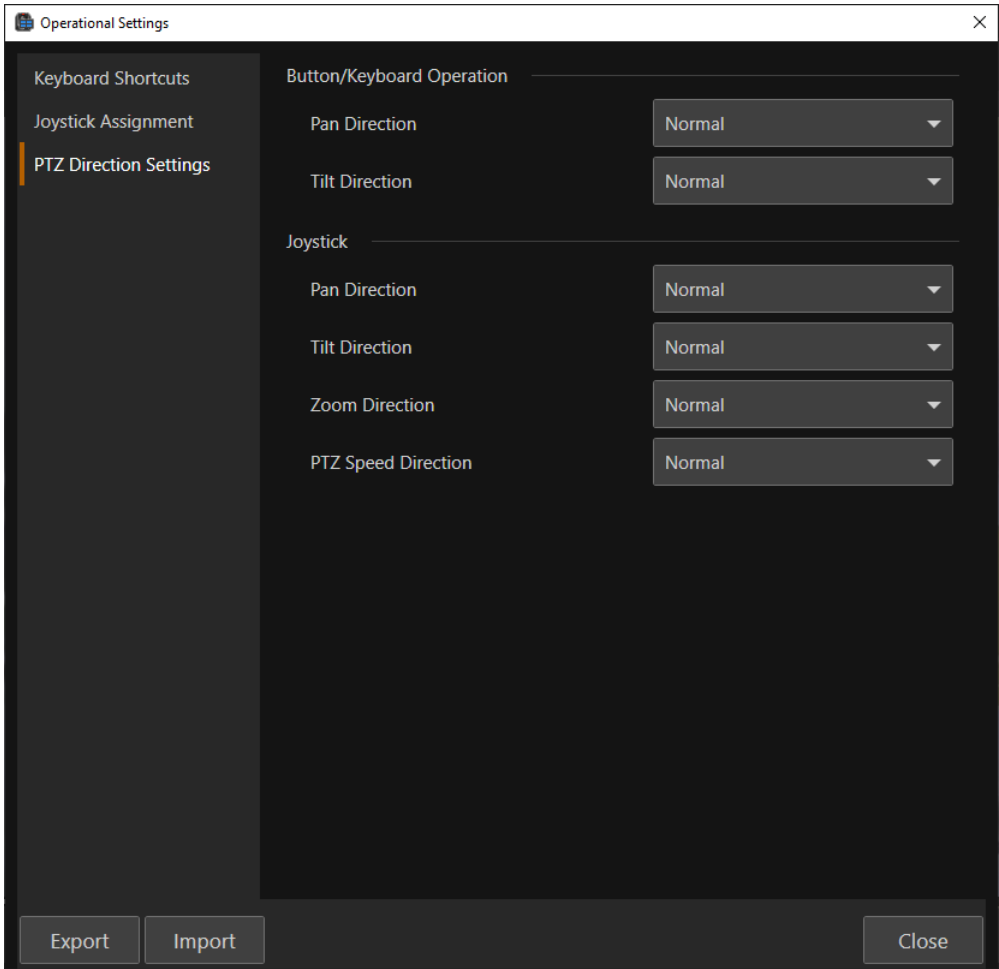 Operational Settings
Keyboard Shortcuts
Joystick Assignment
PTZ Direction Settings
Button/Keyboard Operation
Pan Direction Normal
Tilt Direction Normal
Joystick
Pan Direction Normal
Tilt Direction Normal
Zoom Direction Normal
PTZ Speed Direction Normal
Export Import Close